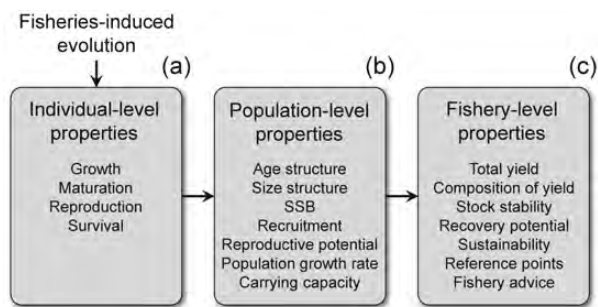 Fisheries-induced
evolution
(a)
Individual-level
properties
Growth
Maturation
Reproduction
Survival
(b)
Population-level
properties
Age structure
Size structure
SSB
Recruitment
Reproductive potential
Population growth rate
Carrying capacity
(c)
Fishery-level
properties
Total yield
Composition of yield
Stock stability
Recovery potential
Sustainability
Reference points
Fishery advice